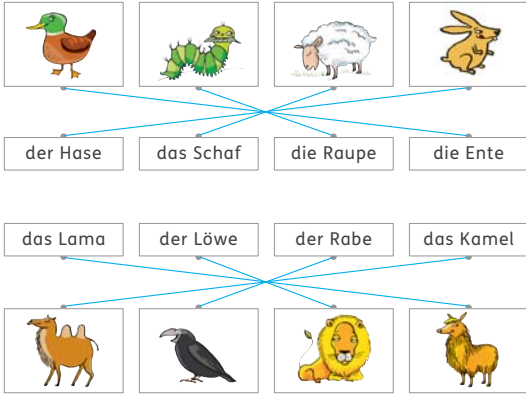 der Hase das Schaf die Raupe die Ente
das Lama der Löwe der Rabe das Kamel